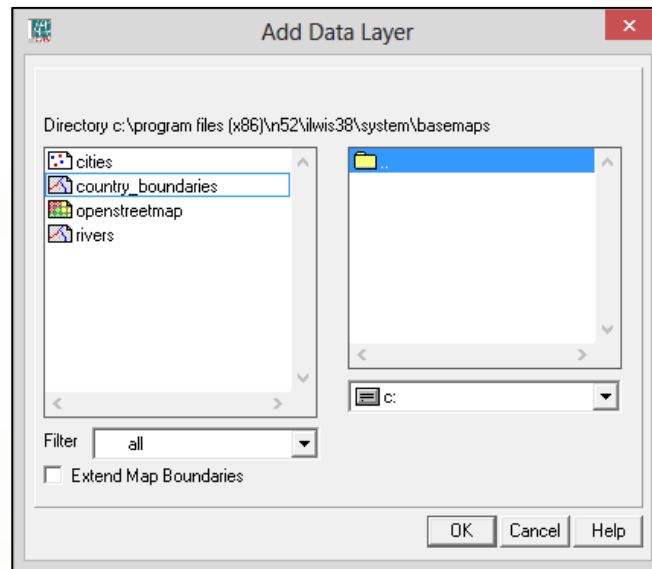 Add Data Layer
Directory c:\program files (x86)\n52\ilwis38\system\basemaps
cities
country_boundaries
openstreetmap
rivers
..
c:
Filter all
Extend Map Boundaries
OK Cancel Help